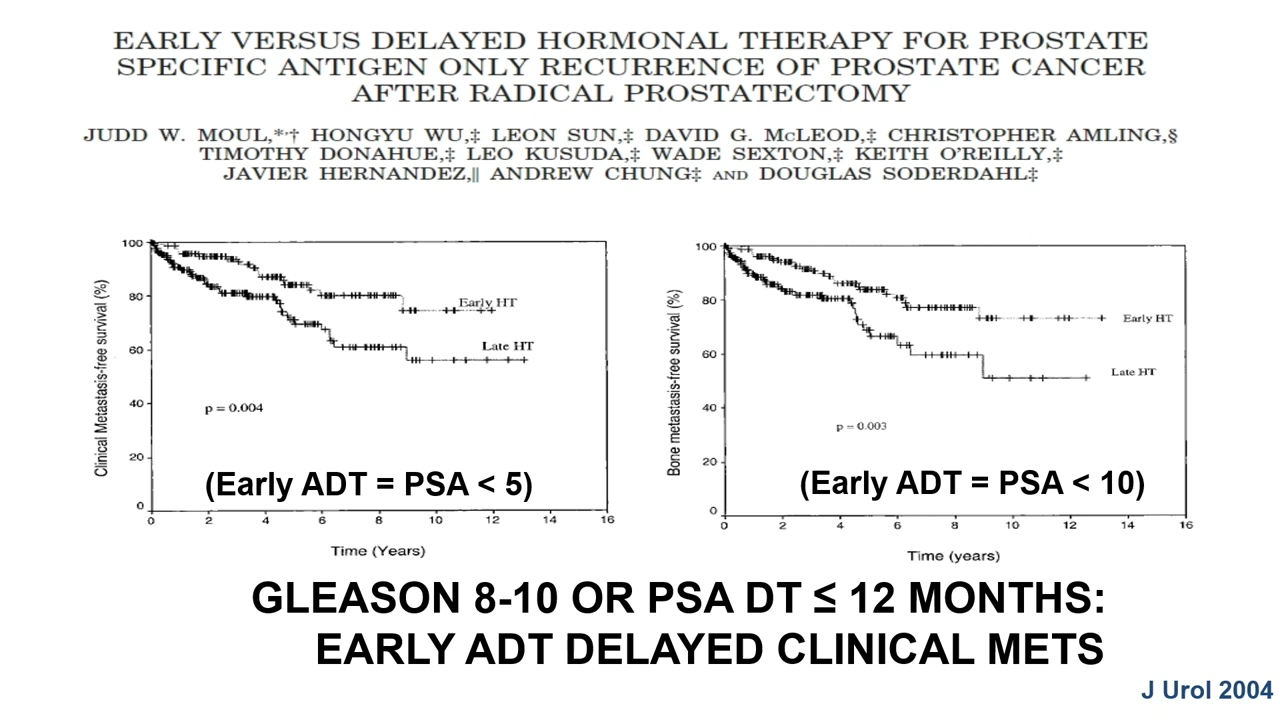 EARLY VERSUS DELAYED HORMONAL THERAPY FOR PROSTATE
SPECIFIC ANTIGEN ONLY RECURRENCE OF PROSTATE CANCER
AFTER RADICAL PROSTATECTOMY
JUDD W. MOUL,*,† HONGYU WU,‡ LEON SUN,‡ DAVID G. McLEOD,‡ CHRISTOPHER AMLING,§
TIMOTHY DONAHUE,‡ LEO KUSUDA,‡ WADE SEXTON,‡ KEITH O'REILLY,‡
JAVIER HERNANDEZ,‖ ANDREW CHUNG‡ AND DOUGLAS SODERDAHL‡
Clinical Metastasis-free survival (%)
100
80
60
40
20
0
Early HT
Late HT
p = 0.004
(Early ADT = PSA < 5)
0 2 4 6 8 10 12 14 16
Time (Years)
Bone metastasis-free survival (%)
100
80
60
40
20
0
Early HT
Late HT
p = 0.003
(Early ADT = PSA < 10)
0 2 4 6 8 10 12 14 16
Time (years)
GLEASON 8-10 OR PSA DT ≤ 12 MONTHS:
EARLY ADT DELAYED CLINICAL METS
J Urol 2004